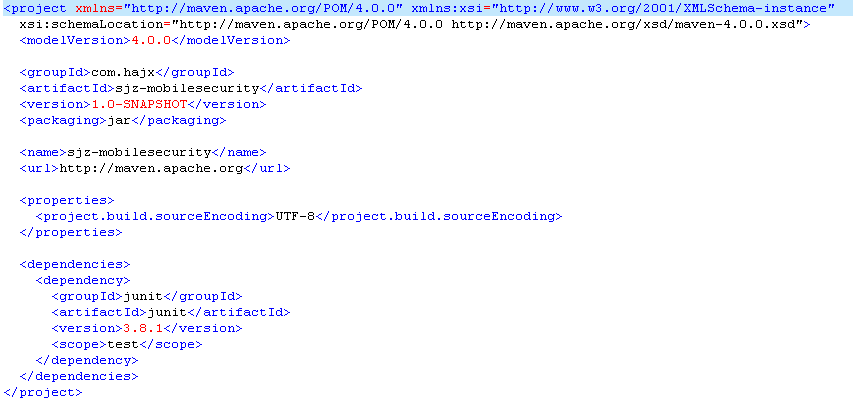 <project xmlns="http://maven.apache.org/POM/4.0.0" xmlns:xsi="http://www.w3.org/2001/XMLSchema-instance"
  xsi:schemaLocation="http://maven.apache.org/POM/4.0.0 http://maven.apache.org/xsd/maven-4.0.0.xsd">
  <modelVersion>4.0.0</modelVersion>

  <groupId>com.hajx</groupId>
  <artifactId>sjz-mobilesecurity</artifactId>
  <version>1.0-SNAPSHOT</version>
  <packaging>jar</packaging>

  <name>sjz-mobilesecurity</name>
  <url>http://maven.apache.org</url>

  <properties>
    <project.build.sourceEncoding>UTF-8</project.build.sourceEncoding>
  </properties>

  <dependencies>
    <dependency>
      <groupId>junit</groupId>
      <artifactId>junit</artifactId>
      <version>3.8.1</version>
      <scope>test</scope>
    </dependency>
  </dependencies>
</project>